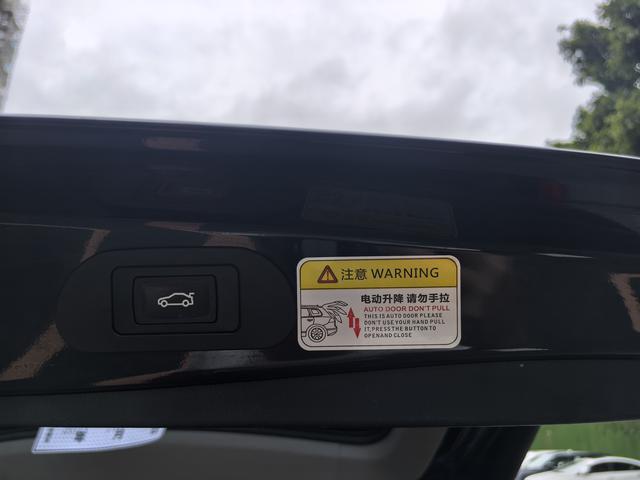 注意 WARNING
电动升降 请勿手拉
AUTO DOOR DON'T PULL
THIS IS AUTO DOOR PLEASE
DON'T USE YOUR HAND PULL
IT,PRESS THE BUTTON TO
OPENAND CLOSE